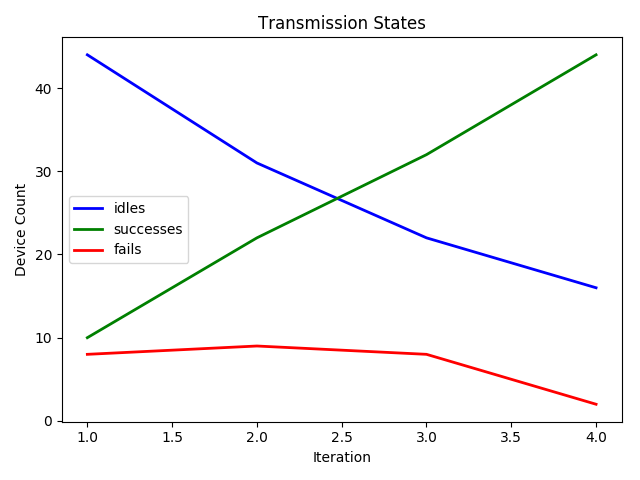 Transmission States
Device Count
40
30
20
10
0
idles
successes
fails
1.0 1.5 2.0 2.5 3.0 3.5 4.0
Iteration